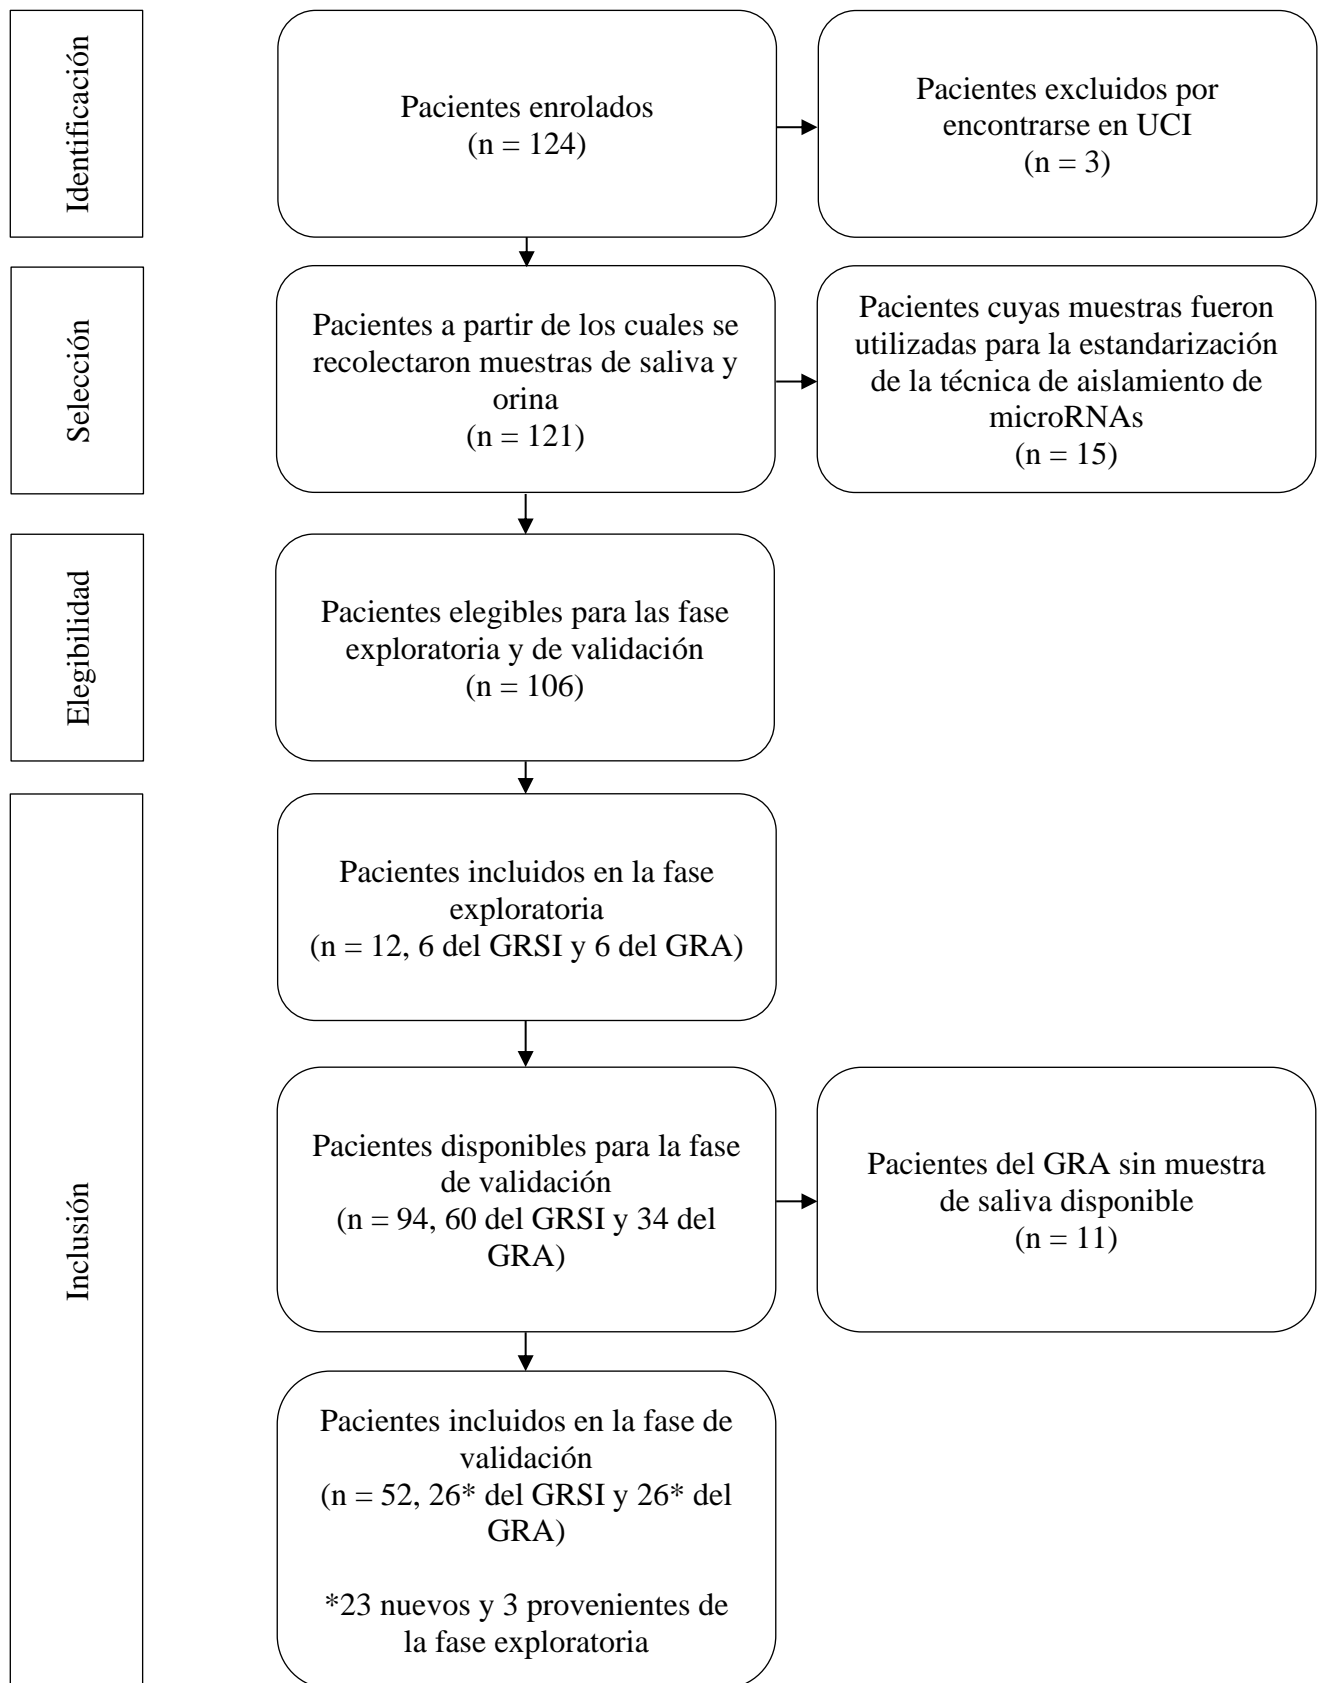 Identificación
Pacientes enrolados
(n = 124)
Pacientes excluidos por
encontrarse en UCI
(n = 3)
Selección
Pacientes a partir de los cuales se
recolectaron muestras de saliva y
orina
(n = 121)
Pacientes cuyas muestras fueron
utilizadas para la estandarización
de la técnica de aislamiento de
microRNAs
(n = 15)
Elegibilidad
Pacientes elegibles para las fase
exploratoria y de validación
(n = 106)
Inclusión
Pacientes incluidos en la fase
exploratoria
(n = 12, 6 del GRSI y 6 del GRA)
Pacientes disponibles para la fase
de validación
(n = 94, 60 del GRSI y 34 del
GRA)
Pacientes del GRA sin muestra
de saliva disponible
(n = 11)
Pacientes incluidos en la fase de
validación
(n = 52, 26* del GRSI y 26* del
GRA)
*23 nuevos y 3 provenientes de
la fase exploratoria